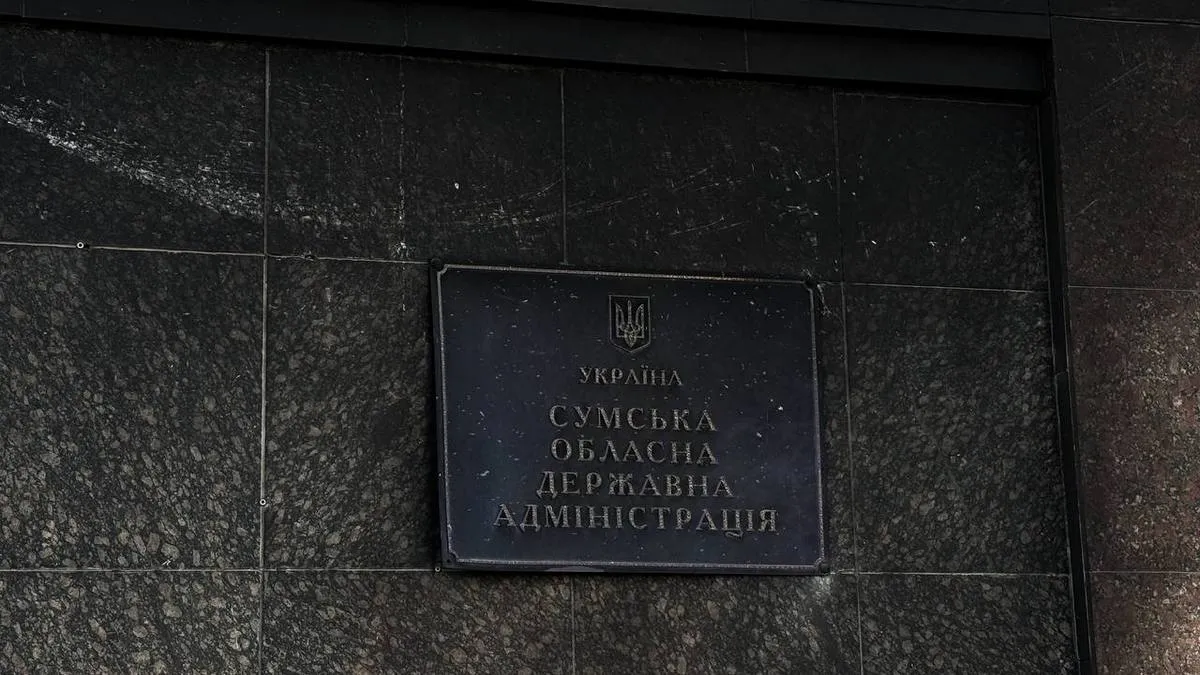 УКРАЇНА
СУМСЬКА
ОБЛАСНА
ДЕРЖАВНА
АДМІНІСТРАЦІЯ